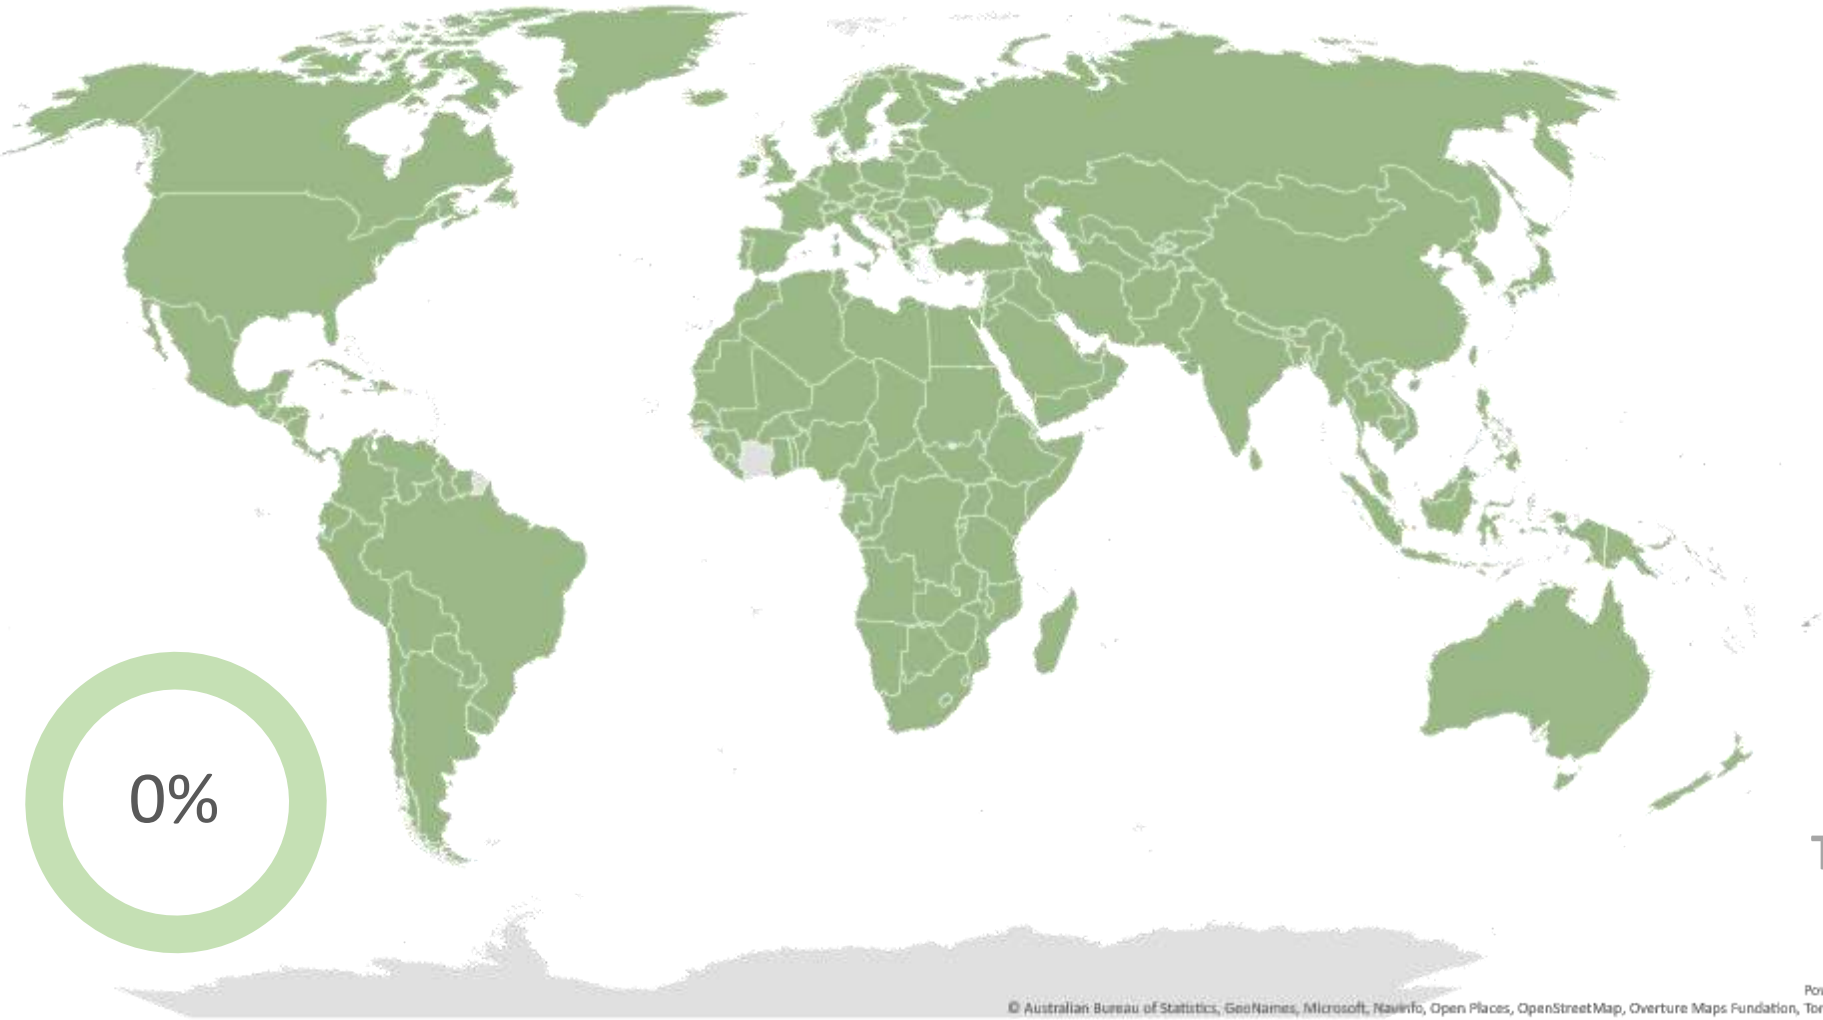 0%
© Australian Bureau of Statistics, GeoNames, Microsoft, Navinfo, Open Places, OpenStreetMap, Overture Maps Fundation,